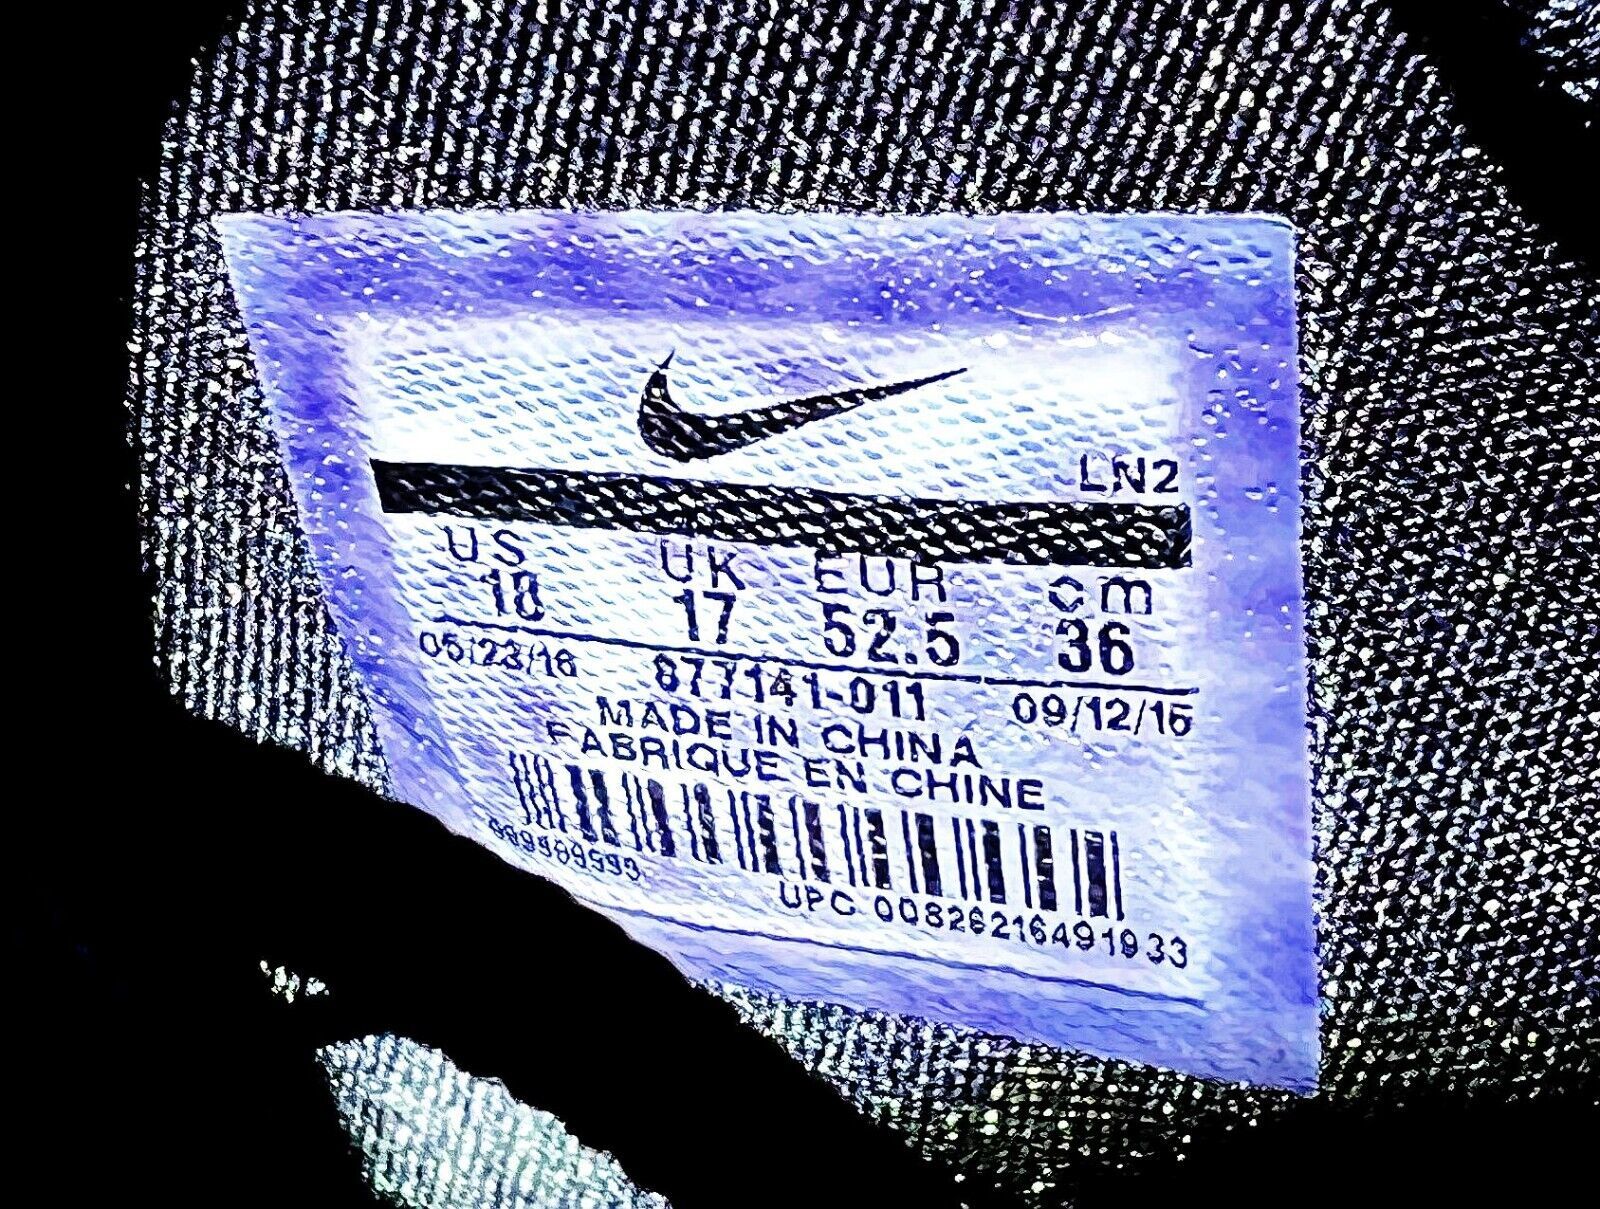 LN2
US UK EUR cm
18 17 52.5 36
05/23/16 877141-011 09/12/16
MADE IN CHINA
FABRIQUE EN CHINE
UPC 00826216491933